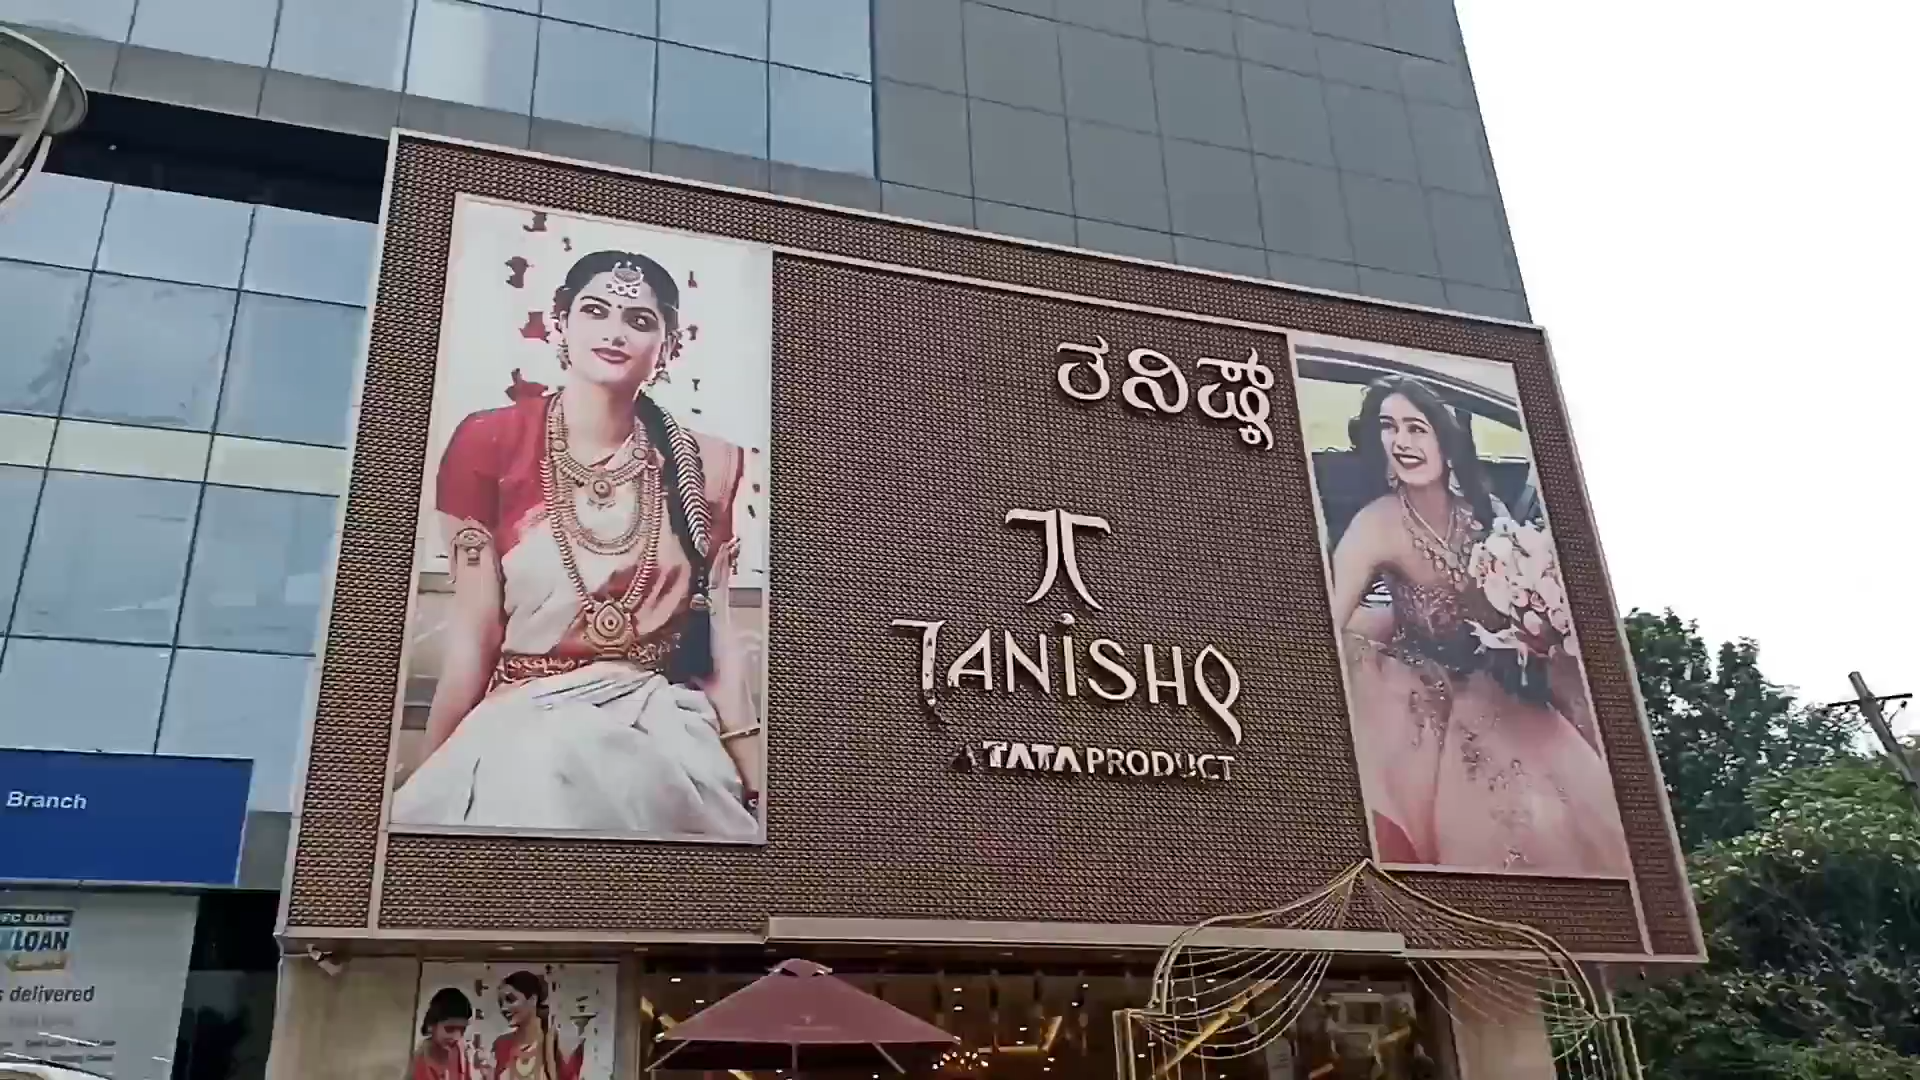 ತನಿಷ್ಕ್
TANISHQ
A TATA PRODUCT
Branch
LOAN
delivered